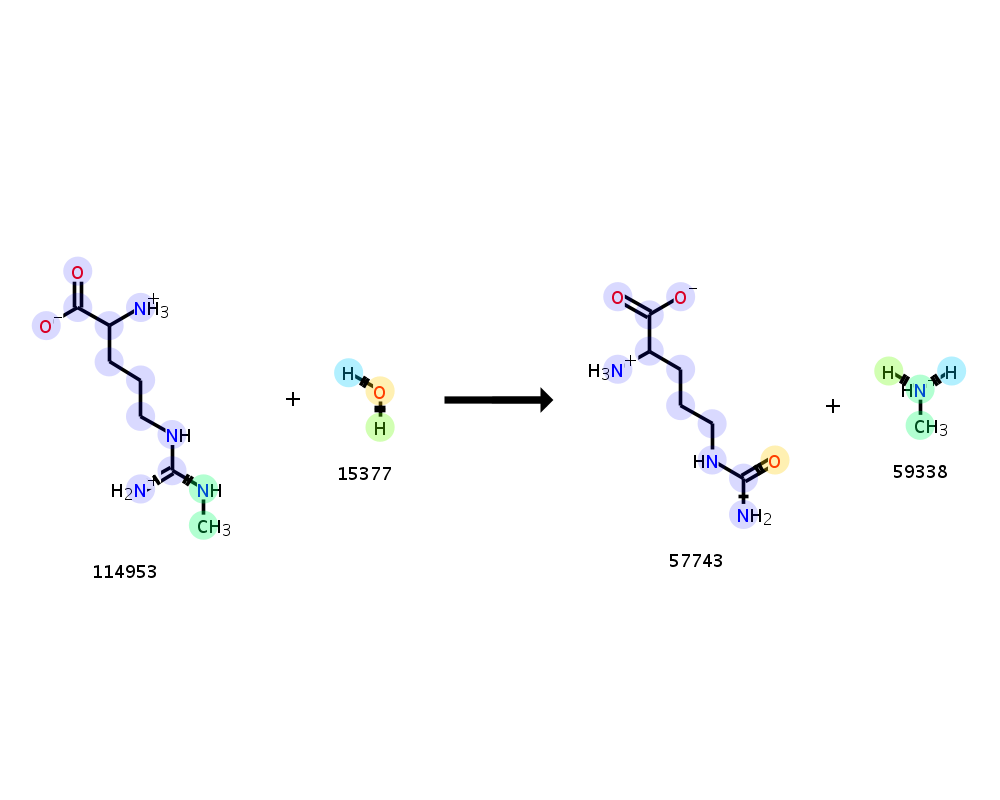 O
O⁻
NH₃⁺
NH
H₂N⁺
NH
CH₃
114953
+
H
O
H
15377
O
O⁻
H₃N⁺
HN
O
NH₂
57743
+
H
H
HN⁻
CH₃
59338